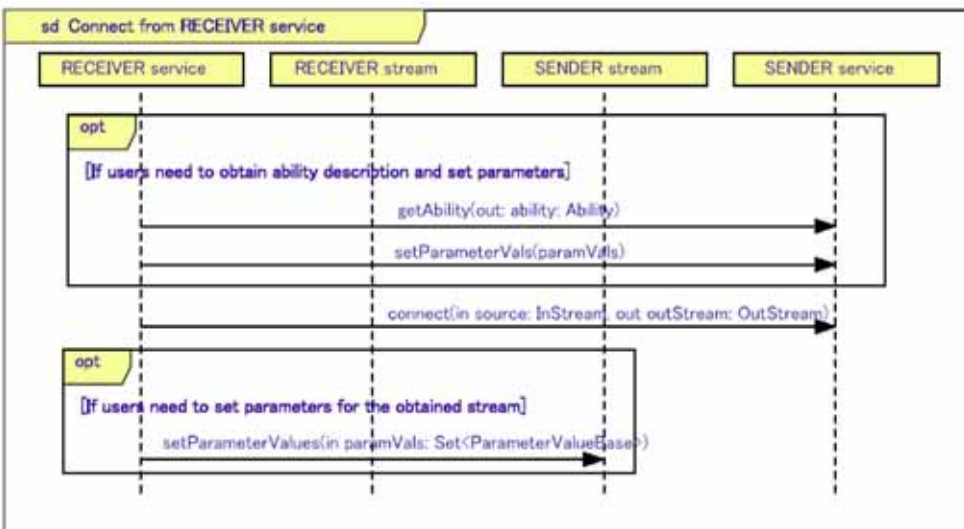 sd Connect from RECEIVER service
RECEIVER service
RECEIVER stream
SENDER stream
SENDER service
opt
[If users need to obtain ability description and set parameters]
getAbility(out: ability: Ability)
setParameterVals(paramVals)
connect(in source: InStream, out outStream: OutStream)
opt
[If users need to set parameters for the obtained stream]
setParameterValues(in paramVals: Set<ParameterValueBase>)